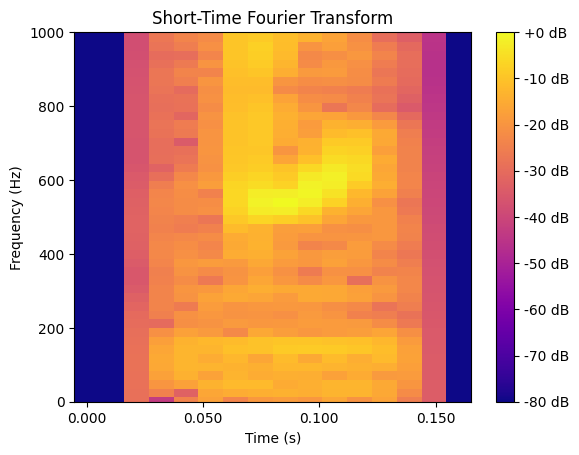 Short-Time Fourier Transform
Frequency (Hz)
1000
800
600
400
200
0
0.000
0.050
0.100
0.150
Time (s)
+0 dB
-10 dB
-20 dB
-30 dB
-40 dB
-50 dB
-60 dB
-70 dB
-80 dB